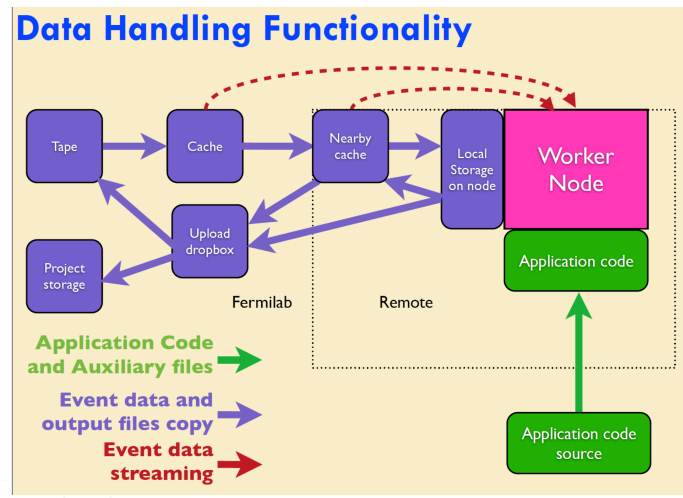 Data Handling Functionality
Tape
Cache
Nearby
cache
Local
Storage
on node
Worker
Node
Upload
dropbox
Project
storage
Application code
Fermilab
Remote
Application Code
and Auxiliary files
Event data and
output files copy
Event data
streaming
Application code
source